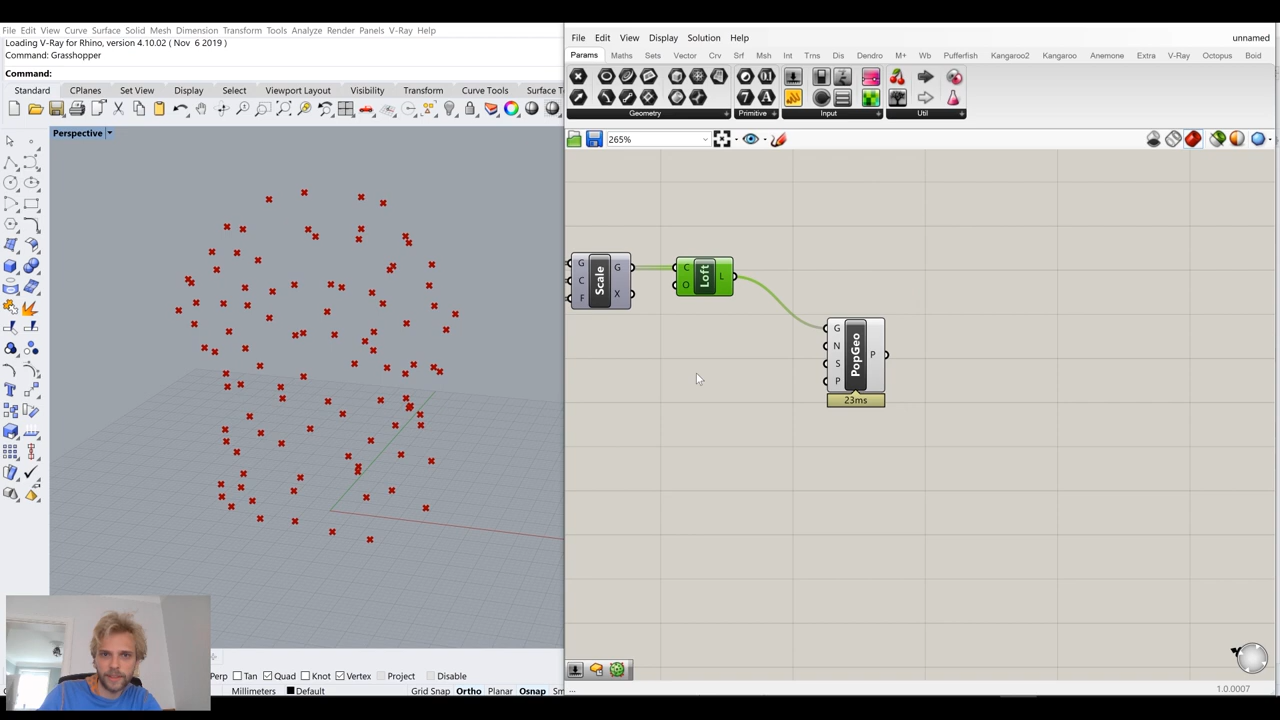 File Edit View Curve Surface Solid Mesh Dimension Transform Tools Analyze Render Panels V-Ray Help
Loading V-Ray for Rhino, version 4.10.02 ( Nov 6 2019 )
Command: Grasshopper
Command:
Standard CPlanes Set View Display Select Viewport Layout Visibility Transform Curve Tools Surface To
Perspective
Perp Tan Quad Knot Vertex Project Disable
Millimeters Default Grid Snap Ortho Planar Osnap Sm
File Edit View Display Solution Help unnamed
Params Maths Sets Vector Crv Srf Msh Int Trns Dis Dendro M+ Wb Pufferfish Kangaroo2 Kangaroo Anemone Extra V-Ray Octopus Boid
Geometry Primitive Input Util
265%
G C F Scale G X
C O Loft L
G N S P PopGeo P
23ms
... 1.0.0007